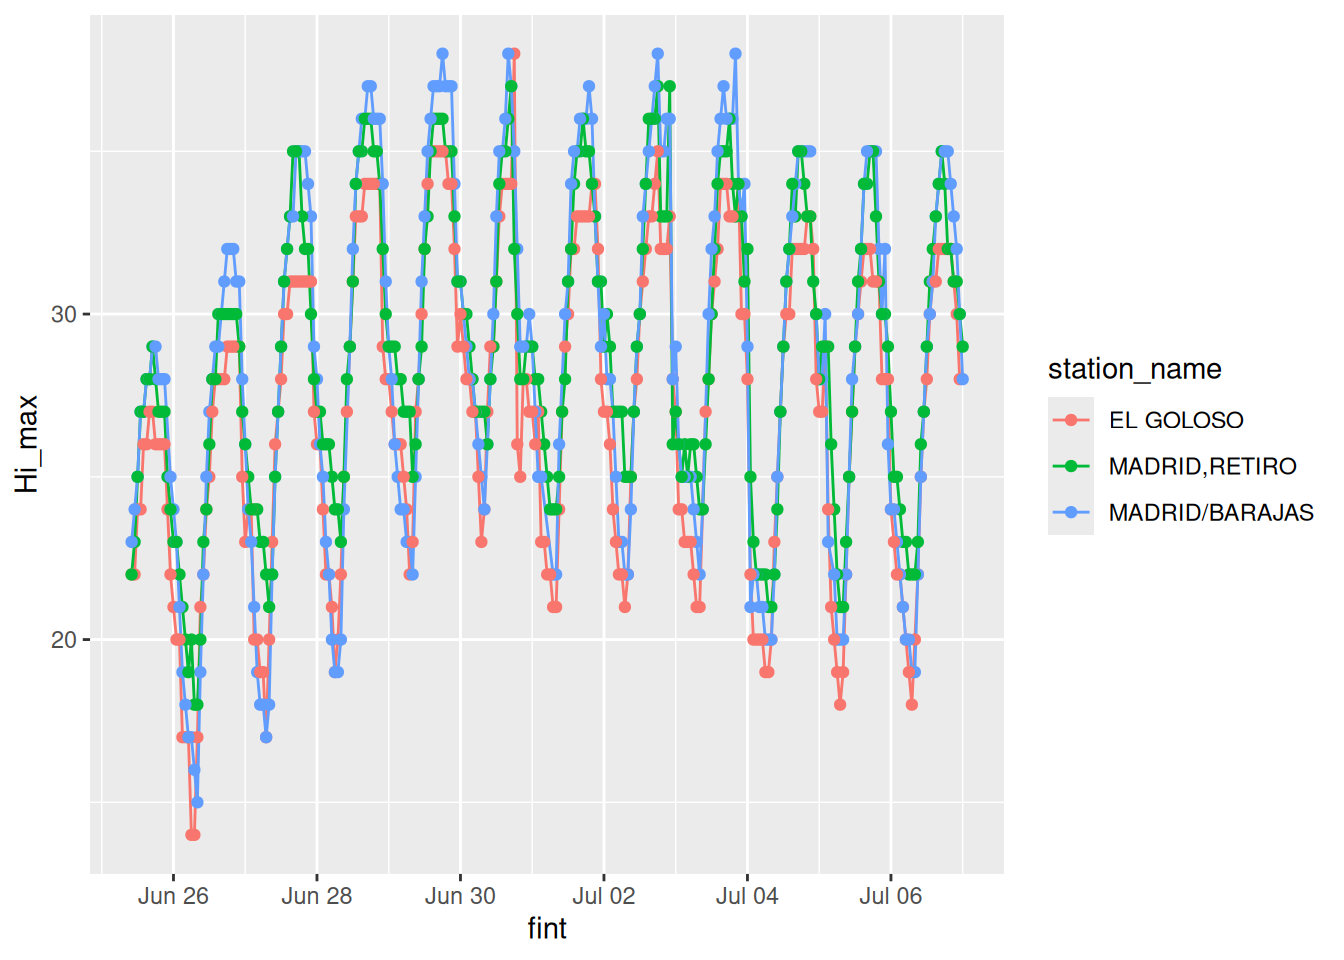 Hi_max
30
20
Jun 26 Jun 28 Jun 30 Jul 02 Jul 04 Jul 06
fint
station_name
EL GOLOSO
MADRID,RETIRO
MADRID/BARAJAS